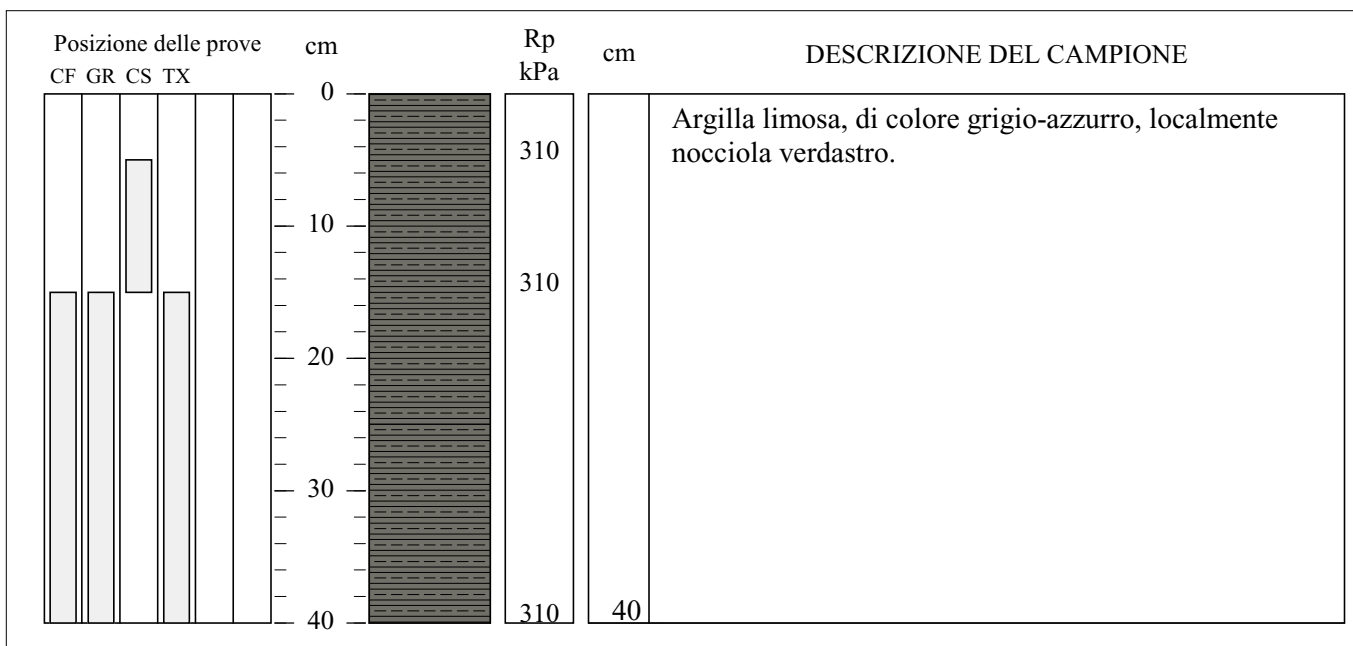 Posizione delle prove
CF GR CS TX
cm
Rp
kPa
cm
DESCRIZIONE DEL CAMPIONE
0
10
20
30
40
310
310
310
40
Argilla limosa, di colore grigio-azzurro, localmente
nocciola verdastro.